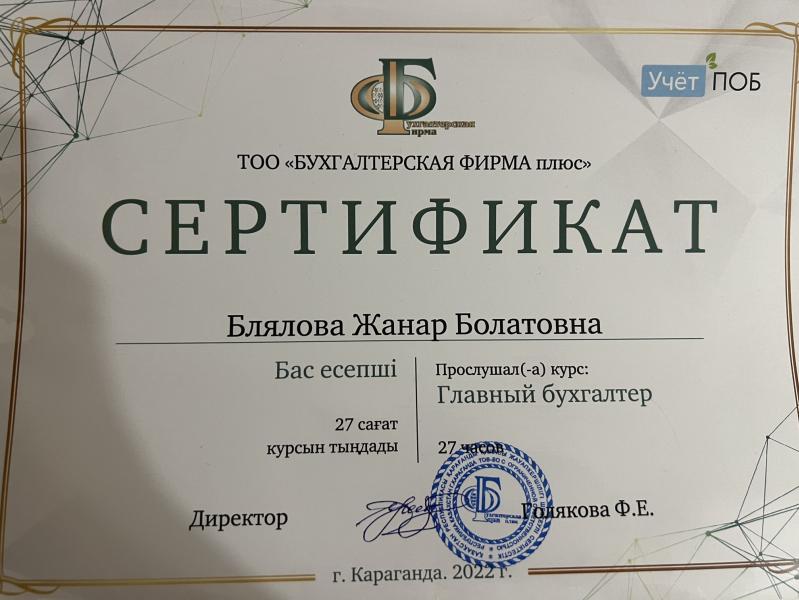 Бухгалтерская
Фирма
Учёт ПОБ
ТОО «БУХГАЛТЕРСКАЯ ФИРМА плюс»
СЕРТИФИКАТ
Блялова Жанар Болатовна
Бас есепші
27 сағат
курсын тыңдады
Прослушал(-а) курс:
Главный бухгалтер
27 часов
Директор
Голякова Ф.Е.
г. Караганда. 2022 г.